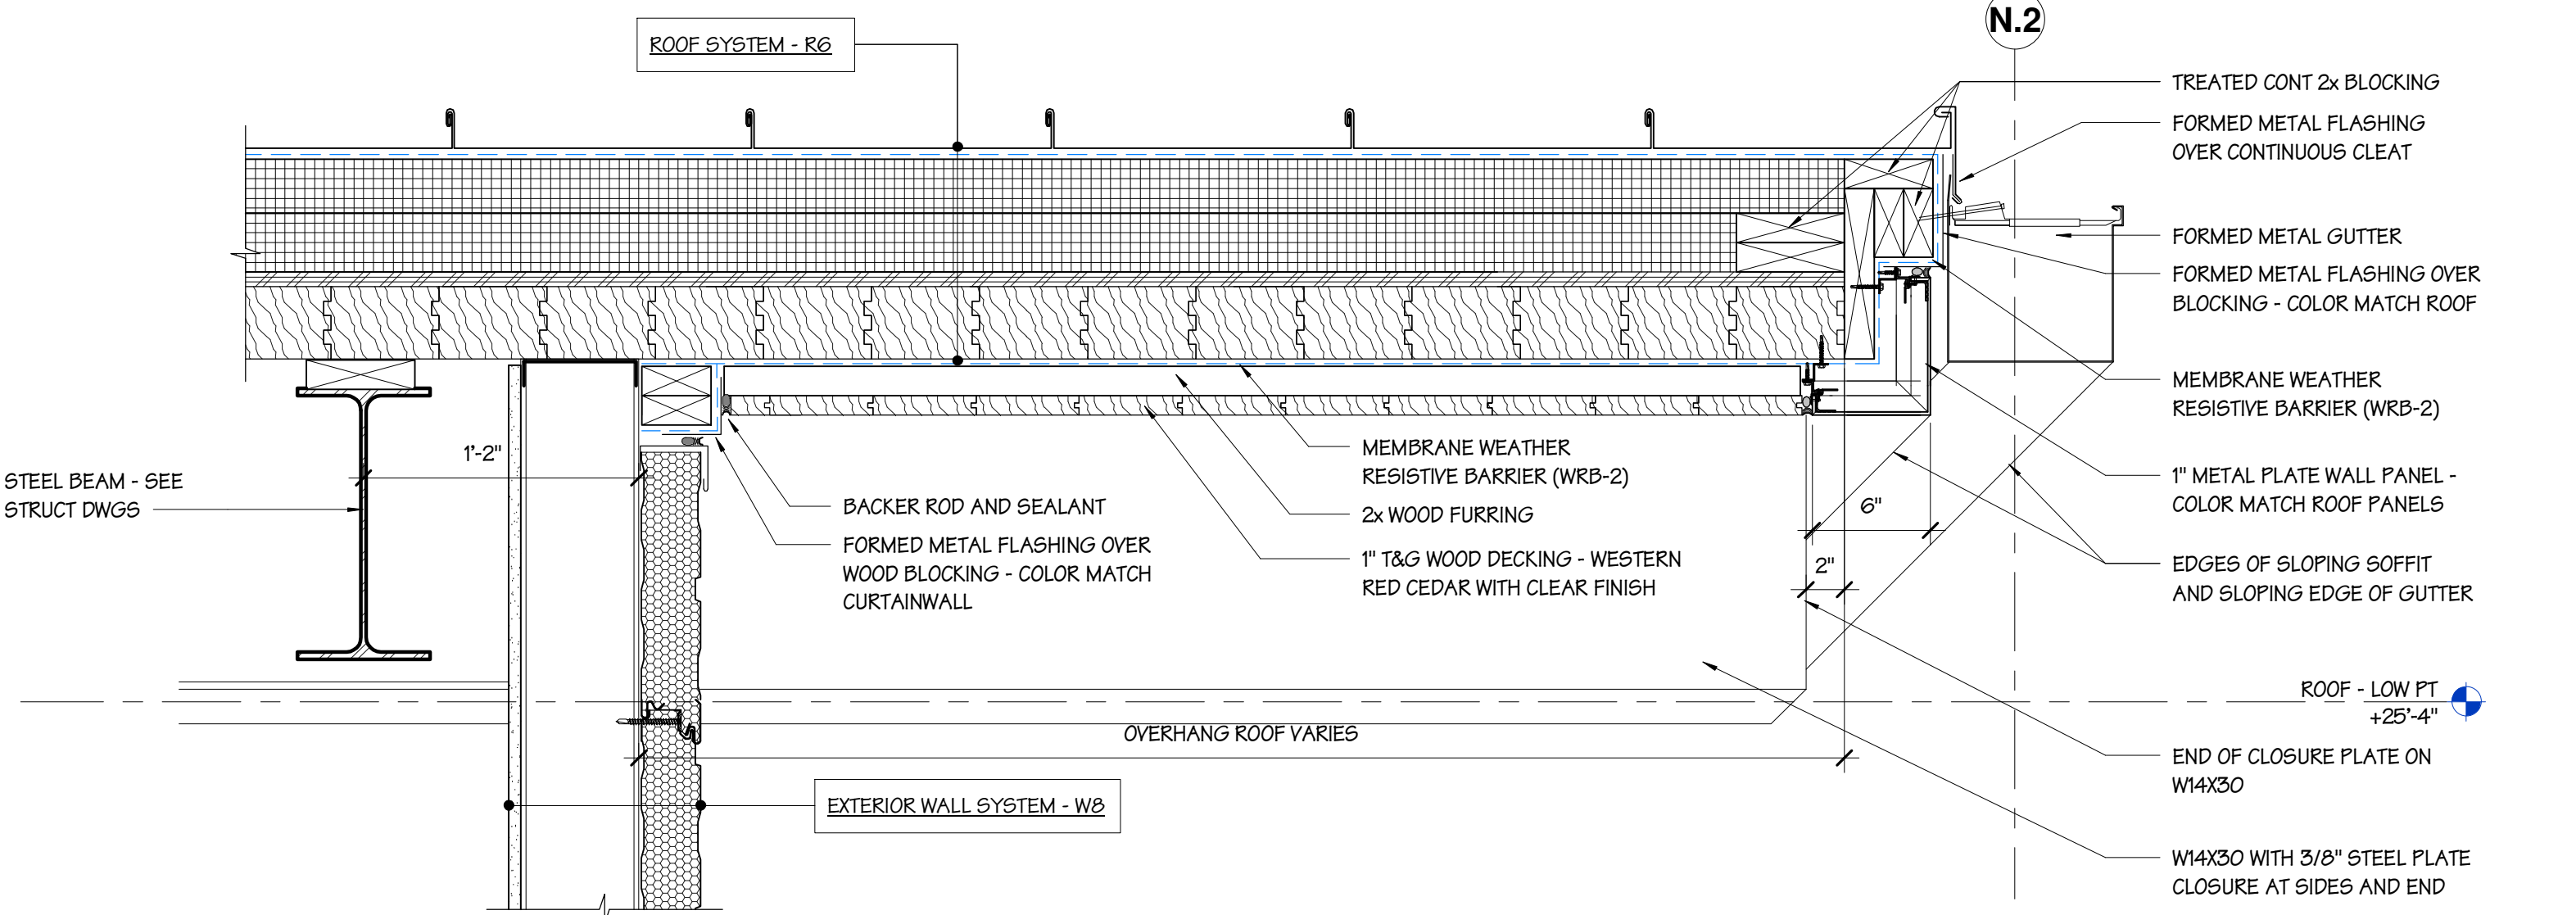 N.2
ROOF SYSTEM - R6
TREATED CONT 2x BLOCKING
FORMED METAL FLASHING
OVER CONTINUOUS CLEAT
FORMED METAL GUTTER
FORMED METAL FLASHING OVER
BLOCKING - COLOR MATCH ROOF
MEMBRANE WEATHER
RESISTIVE BARRIER (WRB-2)
1" METAL PLATE WALL PANEL -
COLOR MATCH ROOF PANELS
EDGES OF SLOPING SOFFIT
AND SLOPING EDGE OF GUTTER
STEEL BEAM - SEE
STRUCT DWGS
1'-2"
BACKER ROD AND SEALANT
FORMED METAL FLASHING OVER
WOOD BLOCKING - COLOR MATCH
CURTAINWALL
MEMBRANE WEATHER
RESISTIVE BARRIER (WRB-2)
2x WOOD FURRING
1" T&G WOOD DECKING - WESTERN
RED CEDAR WITH CLEAR FINISH
6"
2"
ROOF - LOW PT
+25'-4"
OVERHANG ROOF VARIES
EXTERIOR WALL SYSTEM - W8
END OF CLOSURE PLATE ON
W14X30
W14X30 WITH 3/8" STEEL PLATE
CLOSURE AT SIDES AND END